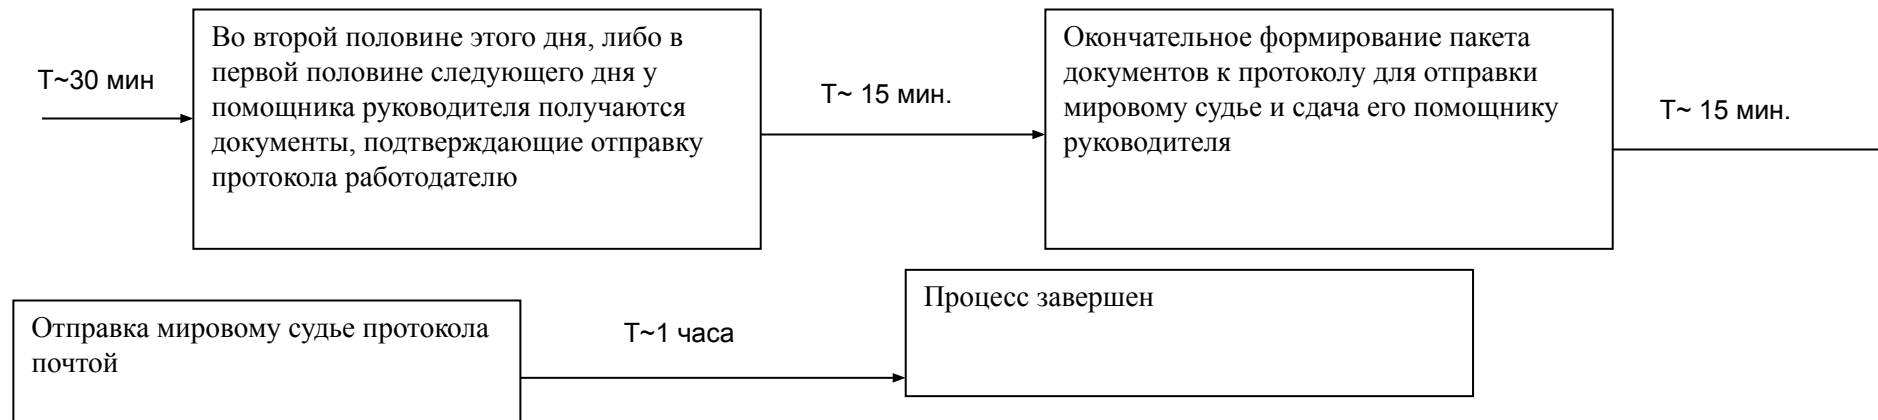 Т~30 мин
Во второй половине этого дня, либо в
первой половине следующего дня у
помощника руководителя получаются
документы, подтверждающие отправку
протокола работодателю
Т~ 15 мин.
Окончательное формирование пакета
документов к протоколу для отправки
мировому судье и сдача его помощнику
руководителя
Т~ 15 мин.
Отправка мировому судье протокола
почтой
Т~1 часа
Процесс завершен